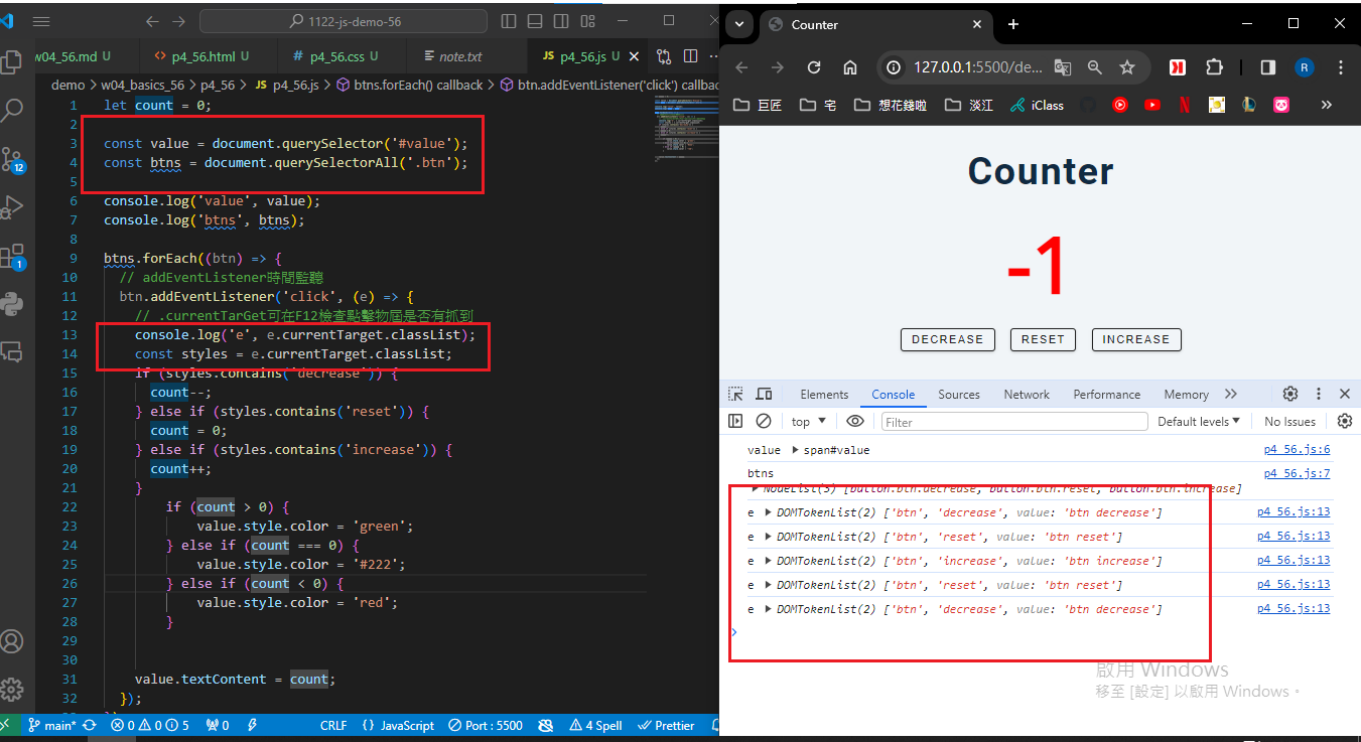 1122-js-demo-56
w04_56.md U
p4_56.html U
# p4_56.css U
note.txt
JS p4_56.js U
demo > w04_basics_56 > p4_56 > JS p4_56.js > btns.forEach() callback > btn.addEventListener('click') callbac
1 let count = 0;
2
3 const value = document.querySelector('#value');
4 const btns = document.querySelectorAll('.btn');
5
6 console.log('value', value);
7 console.log('btns', btns);
8
9 btns.forEach((btn) => {
10 // addEventListener時間監聽
11 btn.addEventListener('click', (e) => {
12 // .currentTarGet可在F12檢查點擊物屆是否有抓到
13 console.log('e', e.currentTarget.classList);
14 const styles = e.currentTarget.classList;
15 if (styles.contains('decrease')) {
16 count--;
17 } else if (styles.contains('reset')) {
18 count = 0;
19 } else if (styles.contains('increase')) {
20 count++;
21 }
22 if (count > 0) {
23 value.style.color = 'green';
24 } else if (count === 0) {
25 value.style.color = '#222';
26 } else if (count < 0) {
27 value.style.color = 'red';
28 }
29
30
31 value.textContent = count;
32 });
12
1
main* 0 0 5 0 CRLF {} JavaScript Port : 5500 4 Spell Prettier
Counter
127.0.0.1:5500/de...
R
巨匠 宅 想花錢啦 淡江 iClass
Counter
-1
DECREASE RESET INCREASE
Elements Console Sources Network Performance Memory
top Filter Default levels No Issues
value span#value p4_56.js:6
btns p4_56.js:7
NodeList(3) [button.btn.decrease, button.btn.reset, button.btn.increase]
e DOMTokenList(2) ['btn', 'decrease', value: 'btn decrease'] p4_56.js:13
e DOMTokenList(2) ['btn', 'reset', value: 'btn reset'] p4_56.js:13
e DOMTokenList(2) ['btn', 'increase', value: 'btn increase'] p4_56.js:13
e DOMTokenList(2) ['btn', 'reset', value: 'btn reset'] p4_56.js:13
e DOMTokenList(2) ['btn', 'decrease', value: 'btn decrease'] p4_56.js:13
啟用 Windows
移至 [設定] 以啟用 Windows。